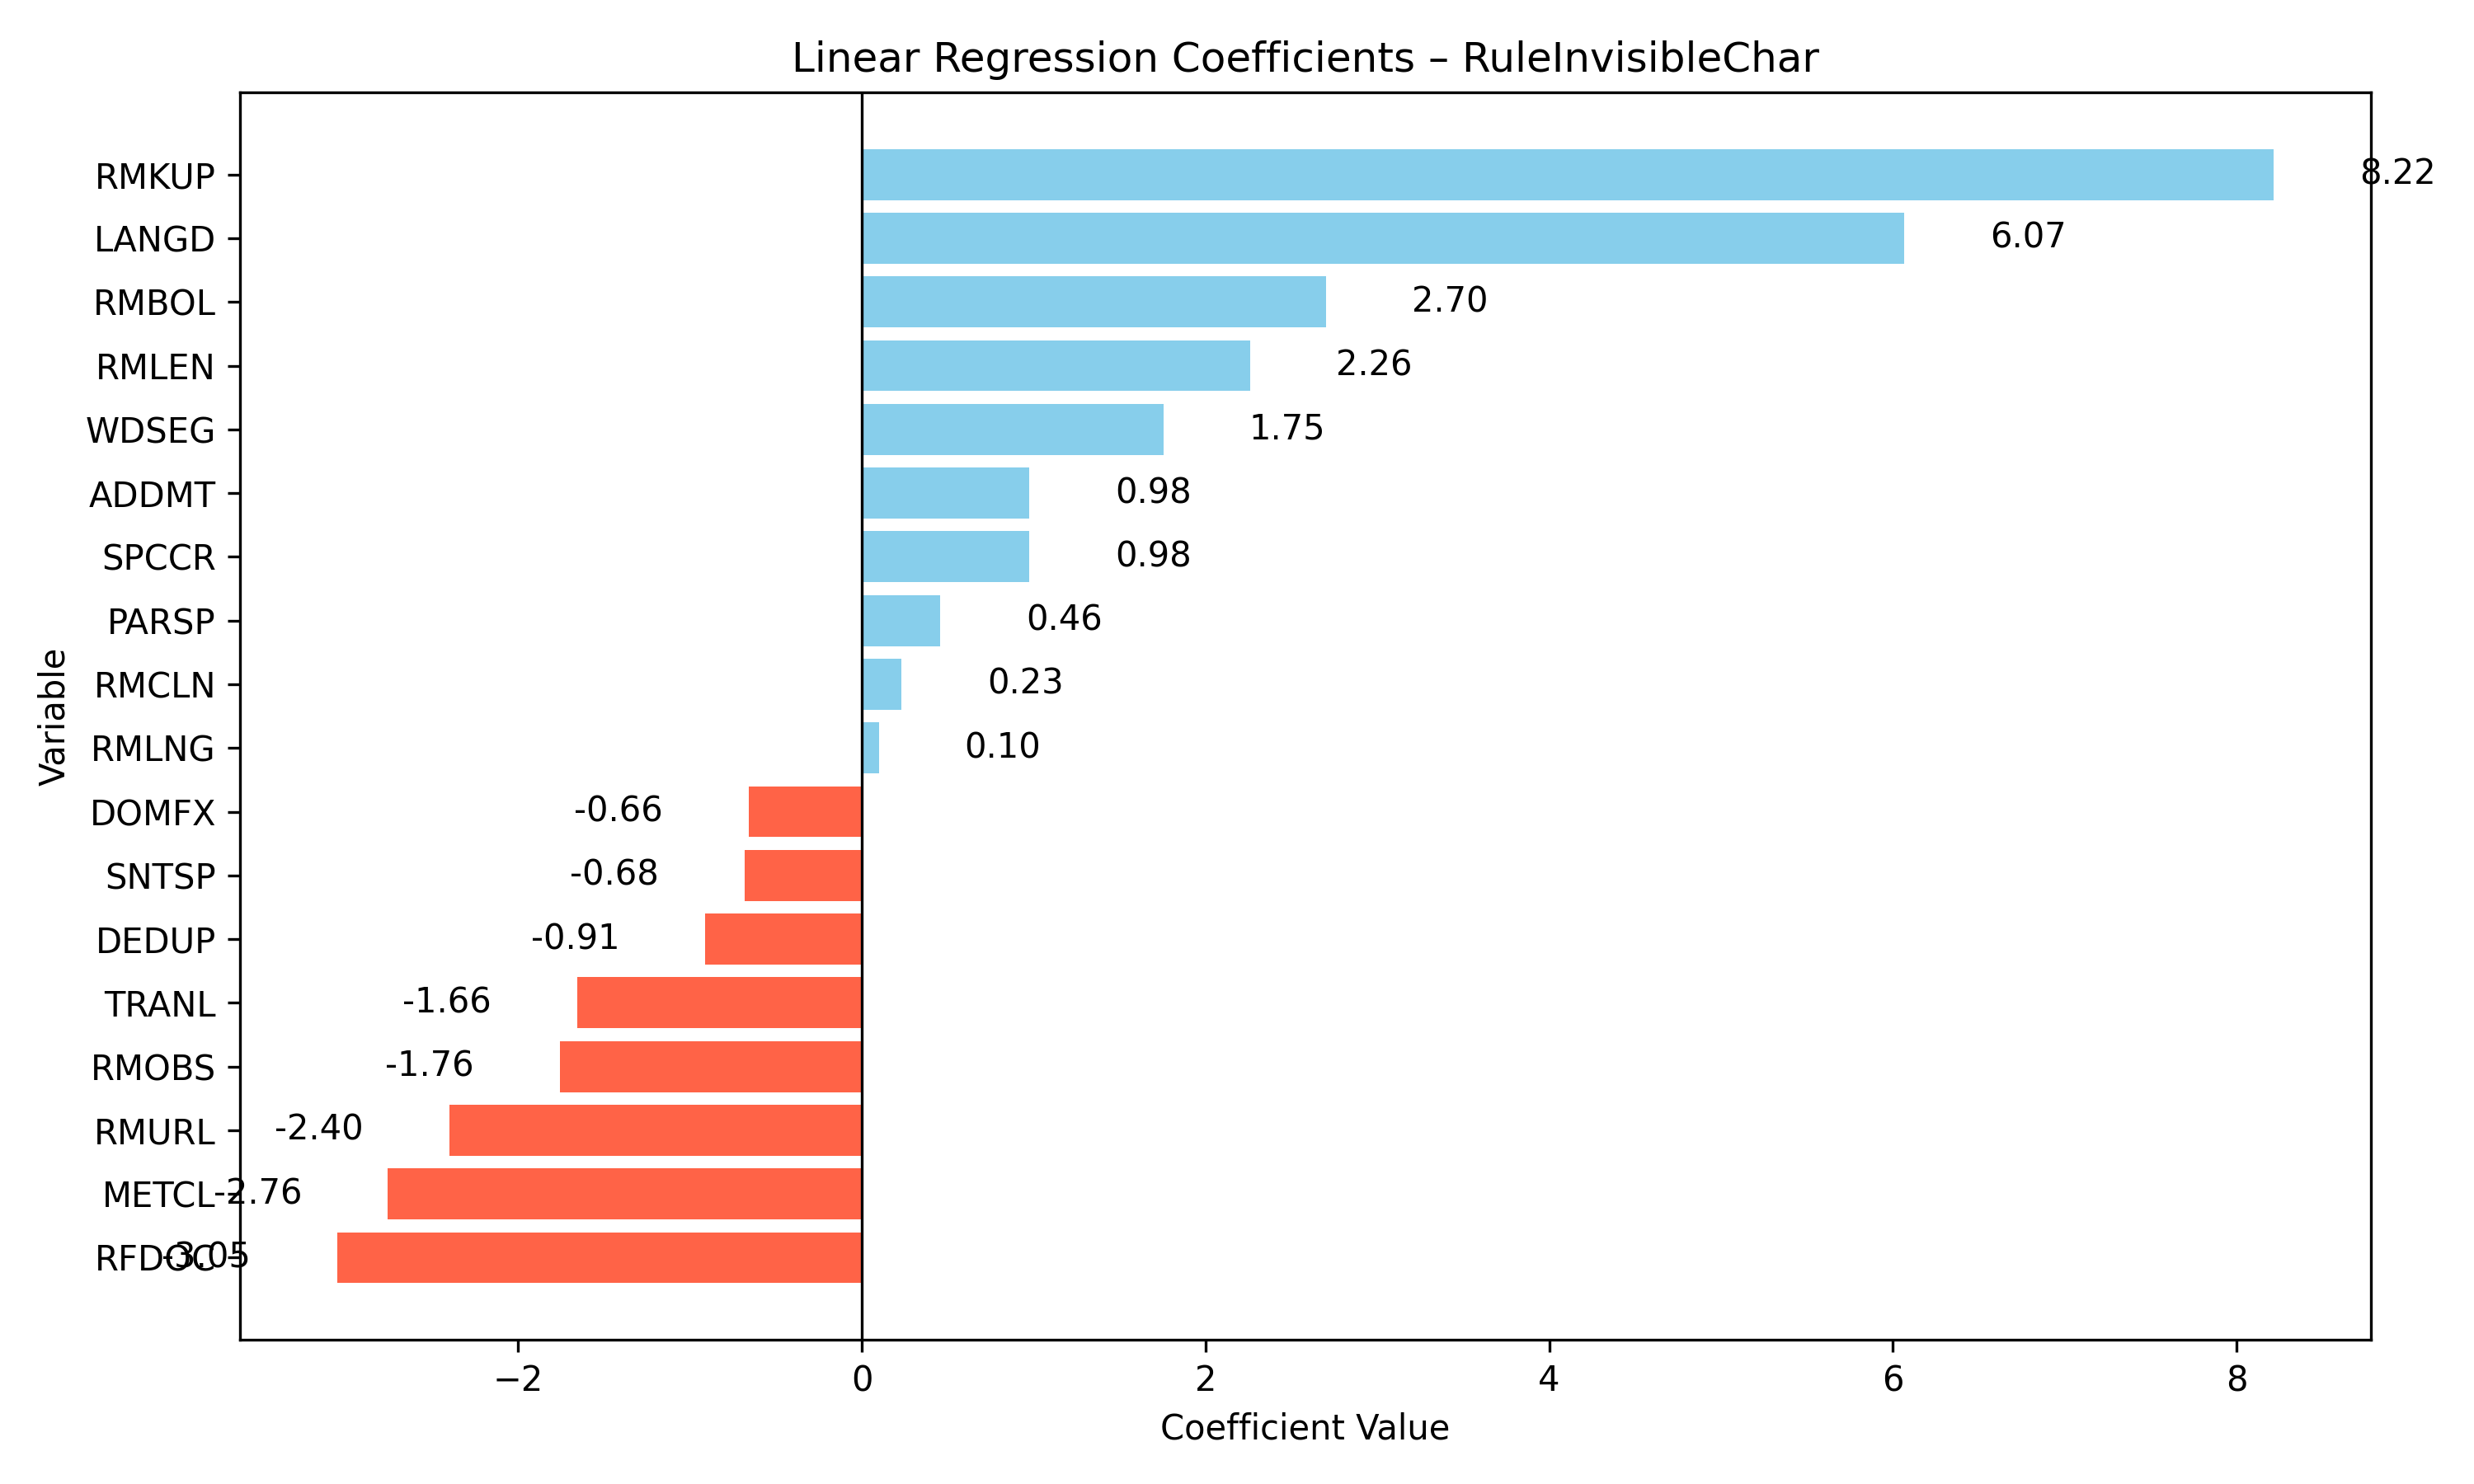 Linear Regression Coefficients – RuleInvisibleChar
RMKUP 8.22
LANGD 6.07
RMBOL 2.70
RMLEN 2.26
WDSEG 1.75
ADDMT 0.98
SPCCR 0.98
PARSP 0.46
RMCLN 0.23
RMLNG 0.10
DOMFX -0.66
SNTSP -0.68
DEDUP -0.91
TRANL -1.66
RMOBS -1.76
RMURL -2.40
METCL -2.76
RFDOC -3.05
Variable
−2 0 2 4 6 8
Coefficient Value